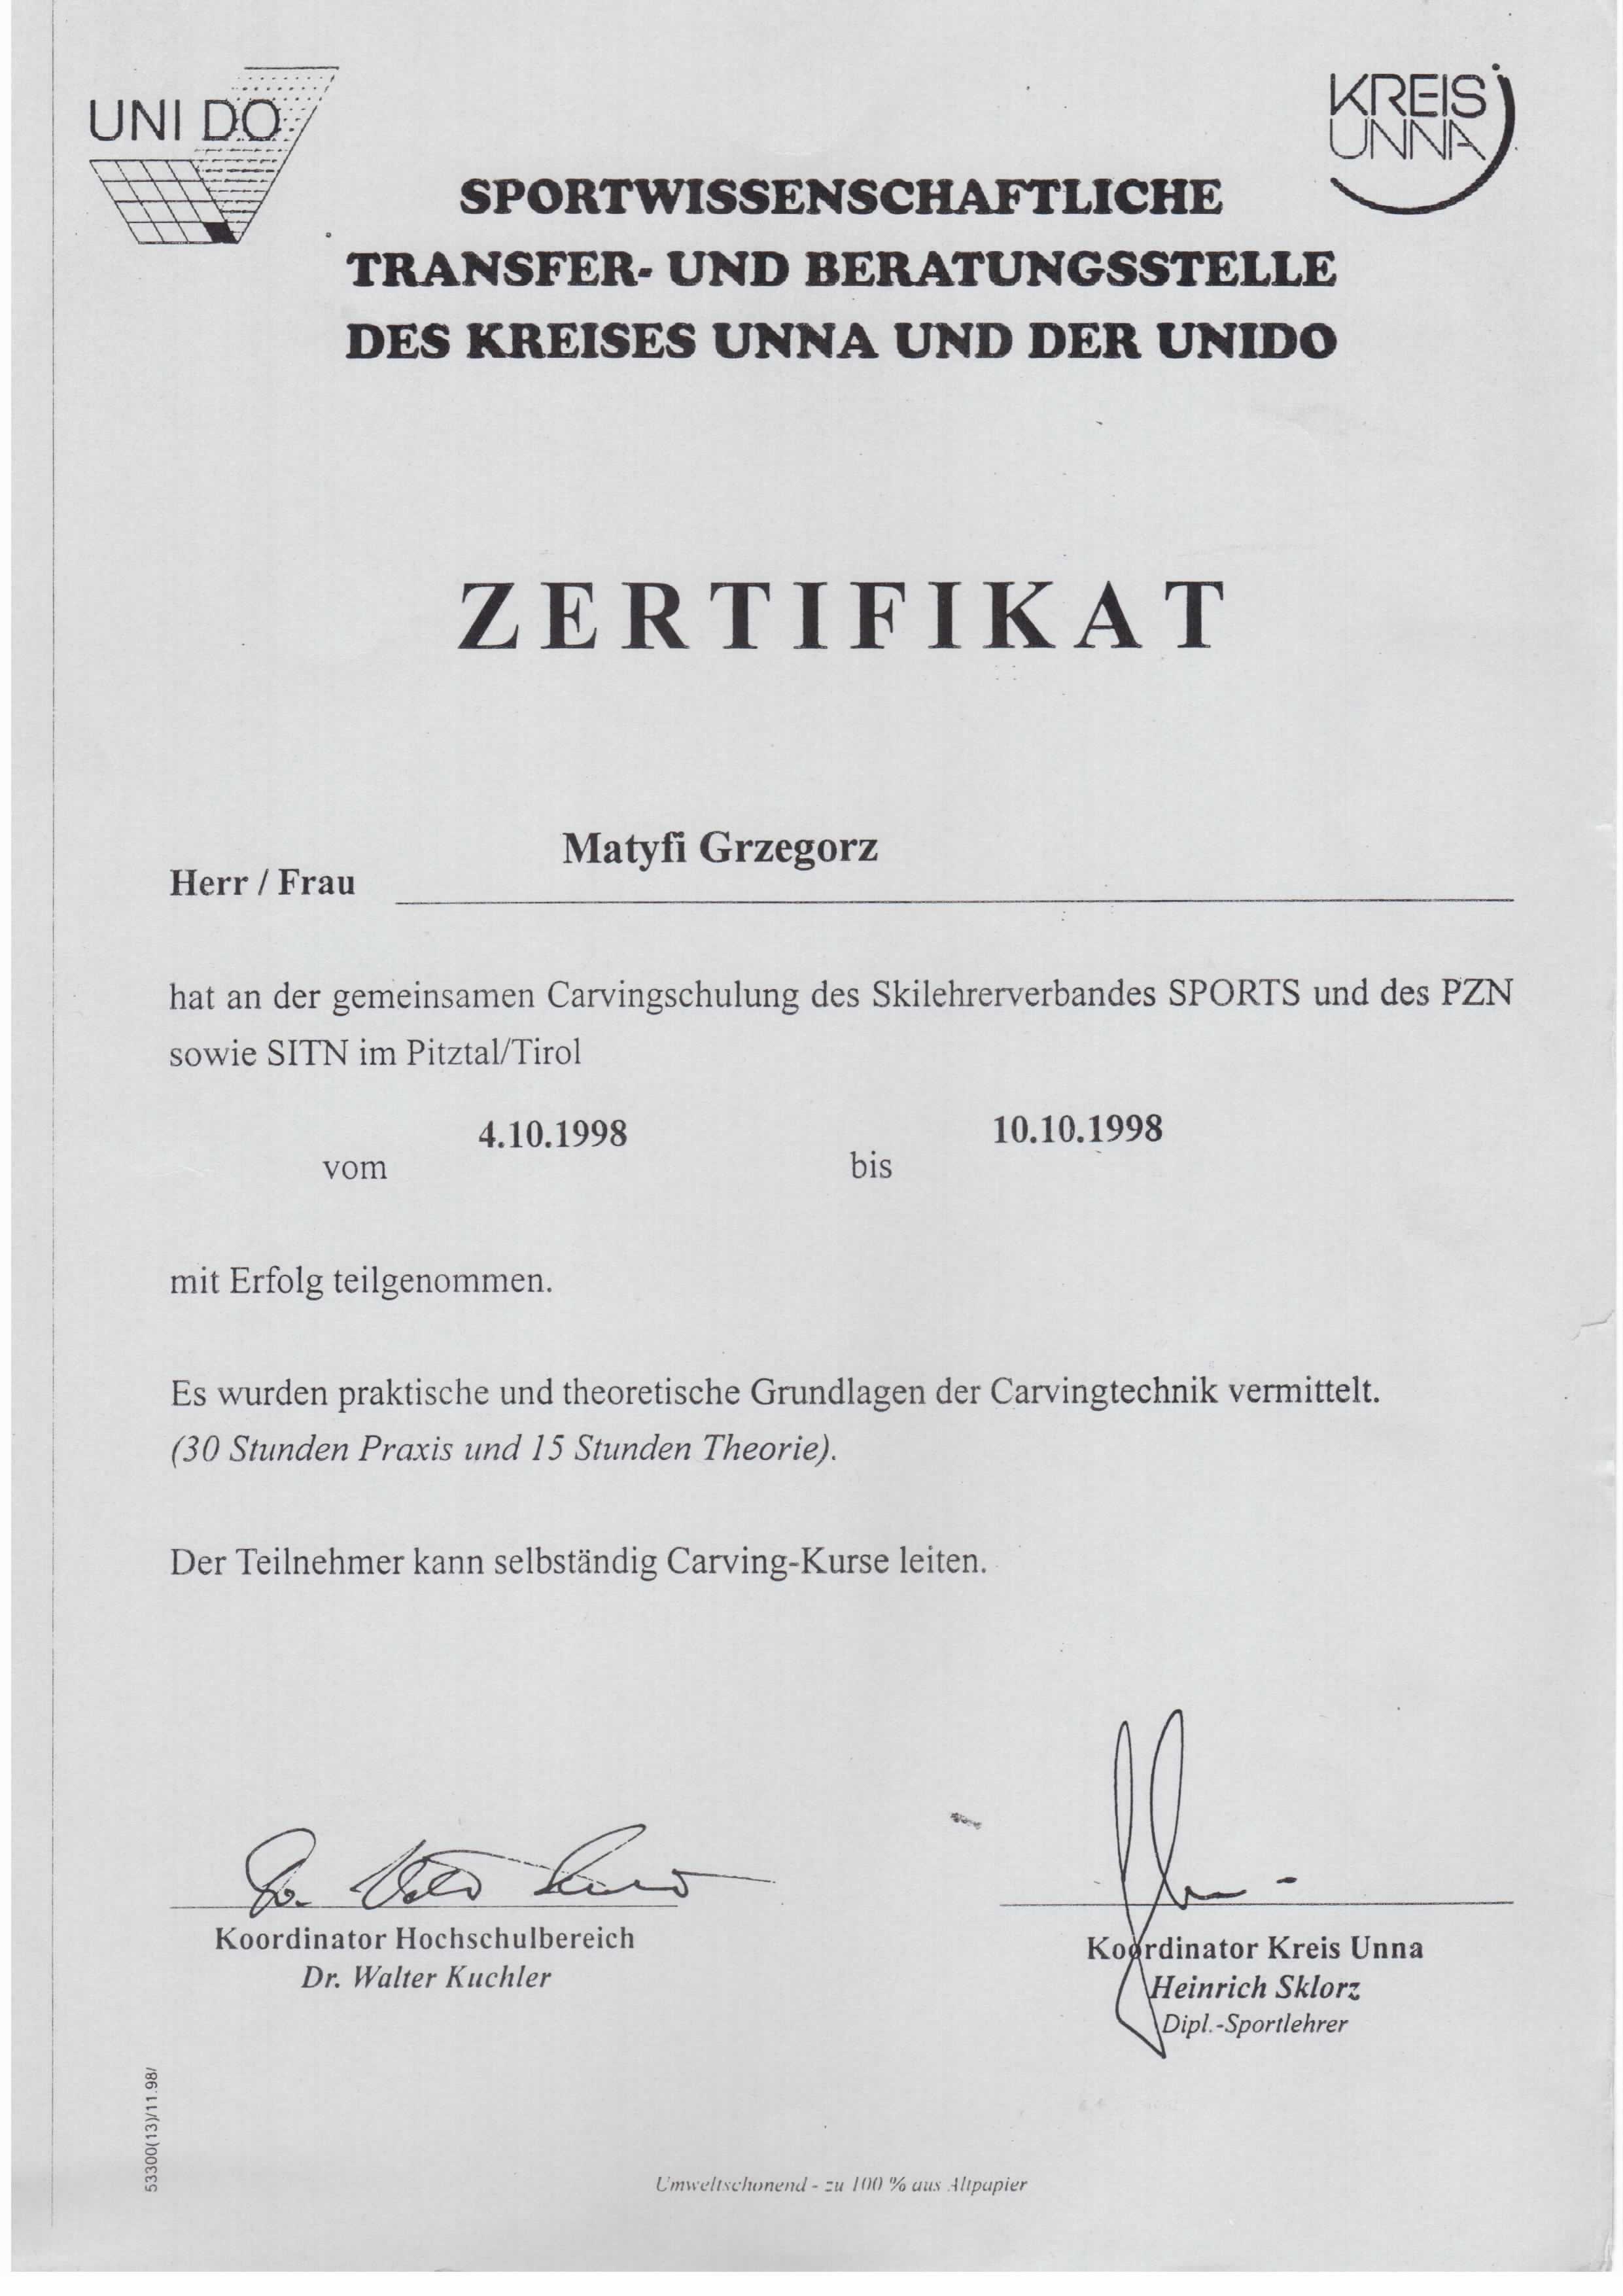 UNI DO
KREIS
UNNA
SPORTWISSENSCHAFTLICHE
TRANSFER- UND BERATUNGSSTELLE
DES KREISES UNNA UND DER UNIDO
ZERTIFIKAT
Matyfi Grzegorz
Herr / Frau
hat an der gemeinsamen Carvingschulung des Skilehrerverbandes SPORTS und des PZN
sowie SITN im Pitztal/Tirol
4.10.1998 10.10.1998
vom bis
mit Erfolg teilgenommen.
Es wurden praktische und theoretische Grundlagen der Carvingtechnik vermittelt.
(30 Stunden Praxis und 15 Stunden Theorie).
Der Teilnehmer kann selbständig Carving-Kurse leiten.
Dr.
Koordinator Hochschulbereich
Dr. Walter Kuchler
Koordinator Kreis Unna
Heinrich Sklorz
Dipl.-Sportlehrer
53300(13)/11.98/
Umweltschonend - zu 100 % aus Altpapier